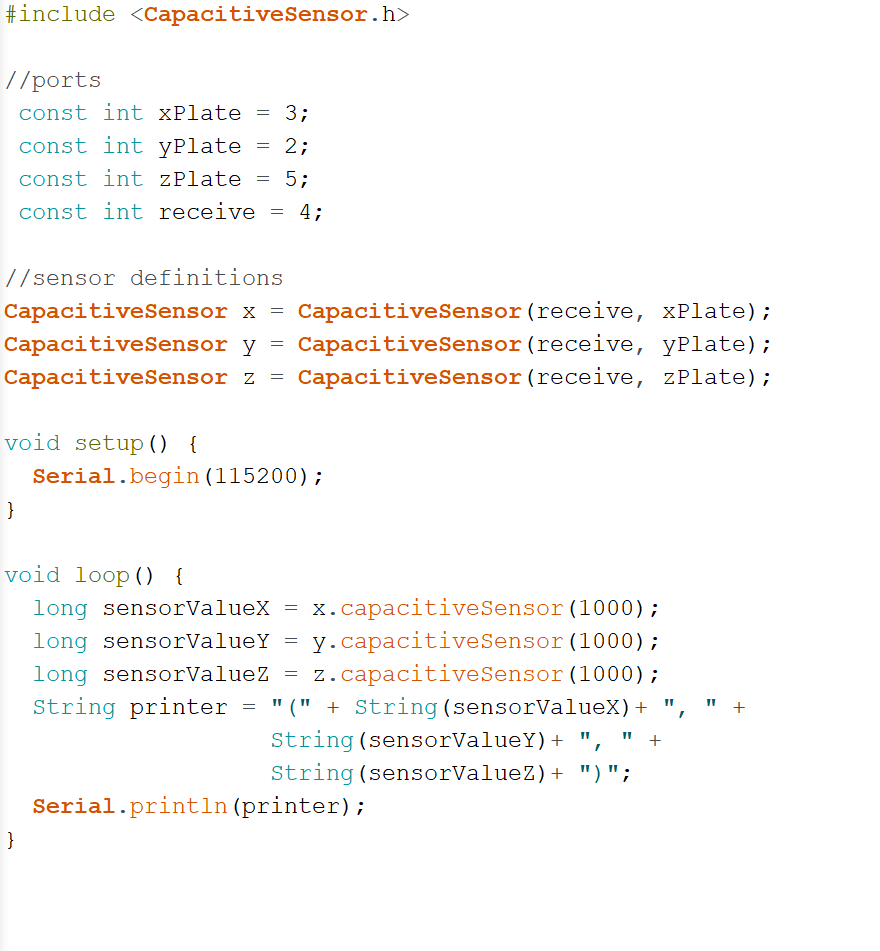 #include <CapacitiveSensor.h>

//ports
 const int xPlate = 3;
 const int yPlate = 2;
 const int zPlate = 5;
 const int receive = 4;

//sensor definitions
CapacitiveSensor x = CapacitiveSensor(receive, xPlate);
CapacitiveSensor y = CapacitiveSensor(receive, yPlate);
CapacitiveSensor z = CapacitiveSensor(receive, zPlate);

void setup() {
  Serial.begin(115200);
}

void loop() {
  long sensorValueX = x.capacitiveSensor(1000);
  long sensorValueY = y.capacitiveSensor(1000);
  long sensorValueZ = z.capacitiveSensor(1000);
  String printer = "(" + String(sensorValueX)+ ", " +
                   String(sensorValueY)+ ", " +
                   String(sensorValueZ)+ ")";
  Serial.println(printer);
}